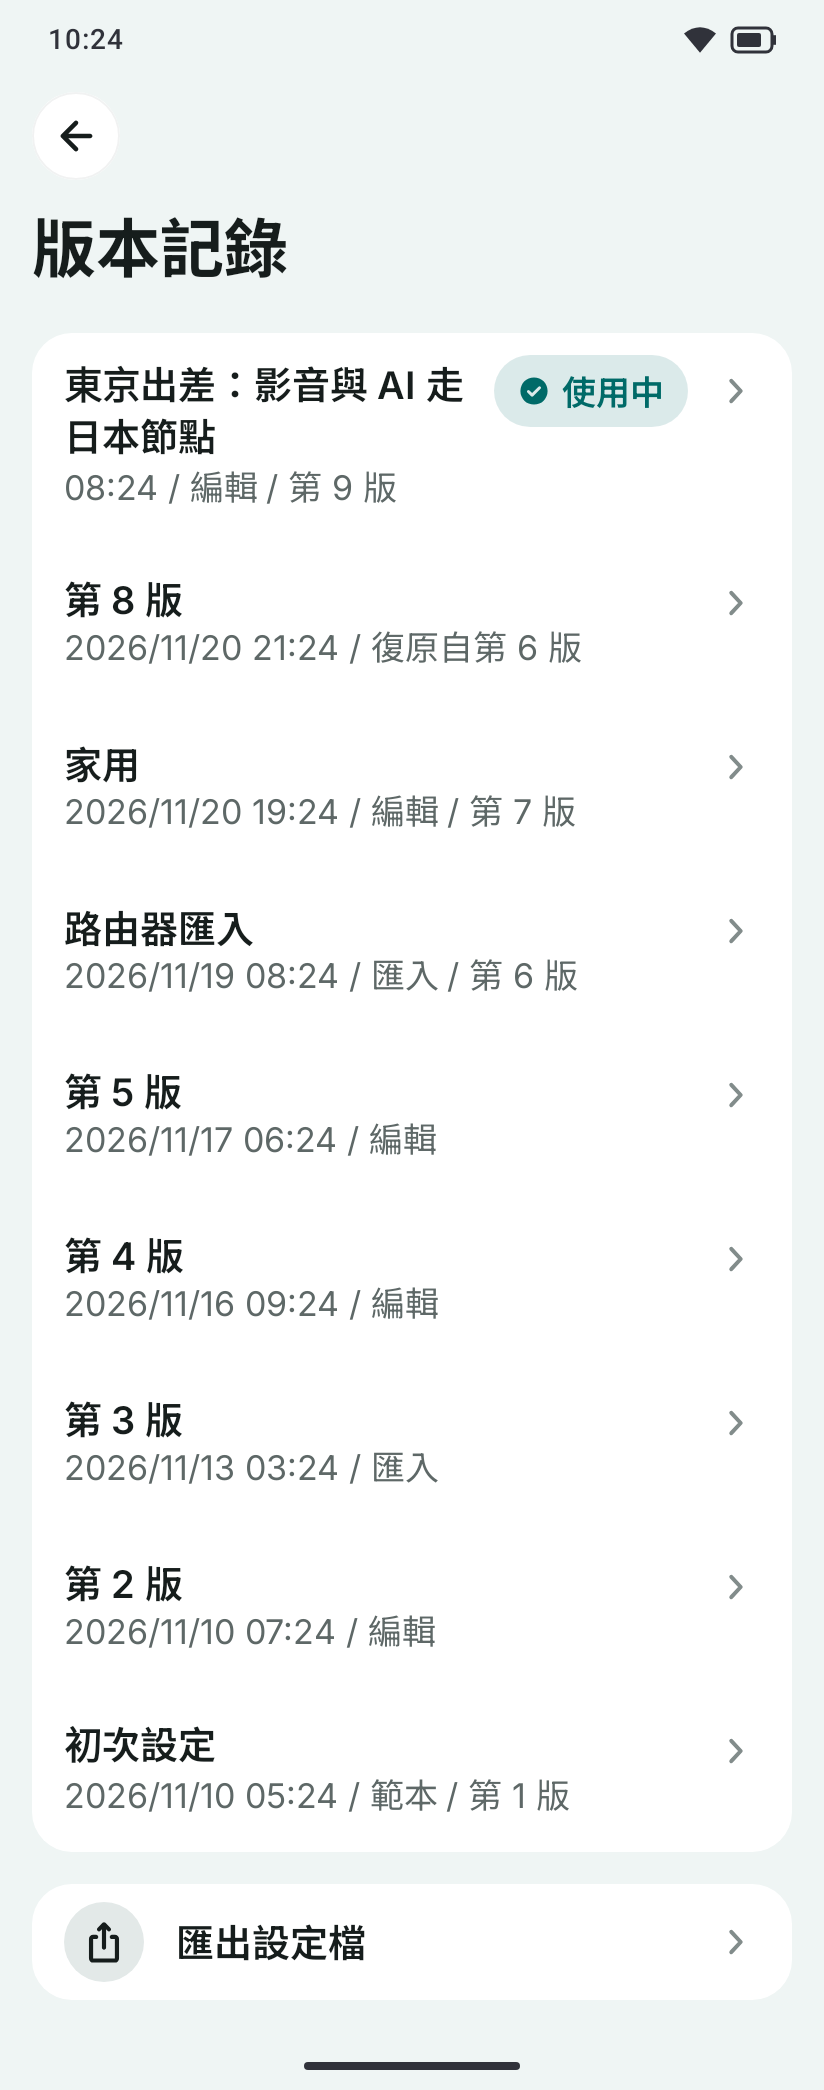 10:24
版本記錄
東京出差：影音與 AI 走
日本節點
使用中
08:24 / 編輯 / 第 9 版
第 8 版
2026/11/20 21:24 / 復原自第 6 版
家用
2026/11/20 19:24 / 編輯 / 第 7 版
路由器匯入
2026/11/19 08:24 / 匯入 / 第 6 版
第 5 版
2026/11/17 06:24 / 編輯
第 4 版
2026/11/16 09:24 / 編輯
第 3 版
2026/11/13 03:24 / 匯入
第 2 版
2026/11/10 07:24 / 編輯
初次設定
2026/11/10 05:24 / 範本 / 第 1 版
匯出設定檔